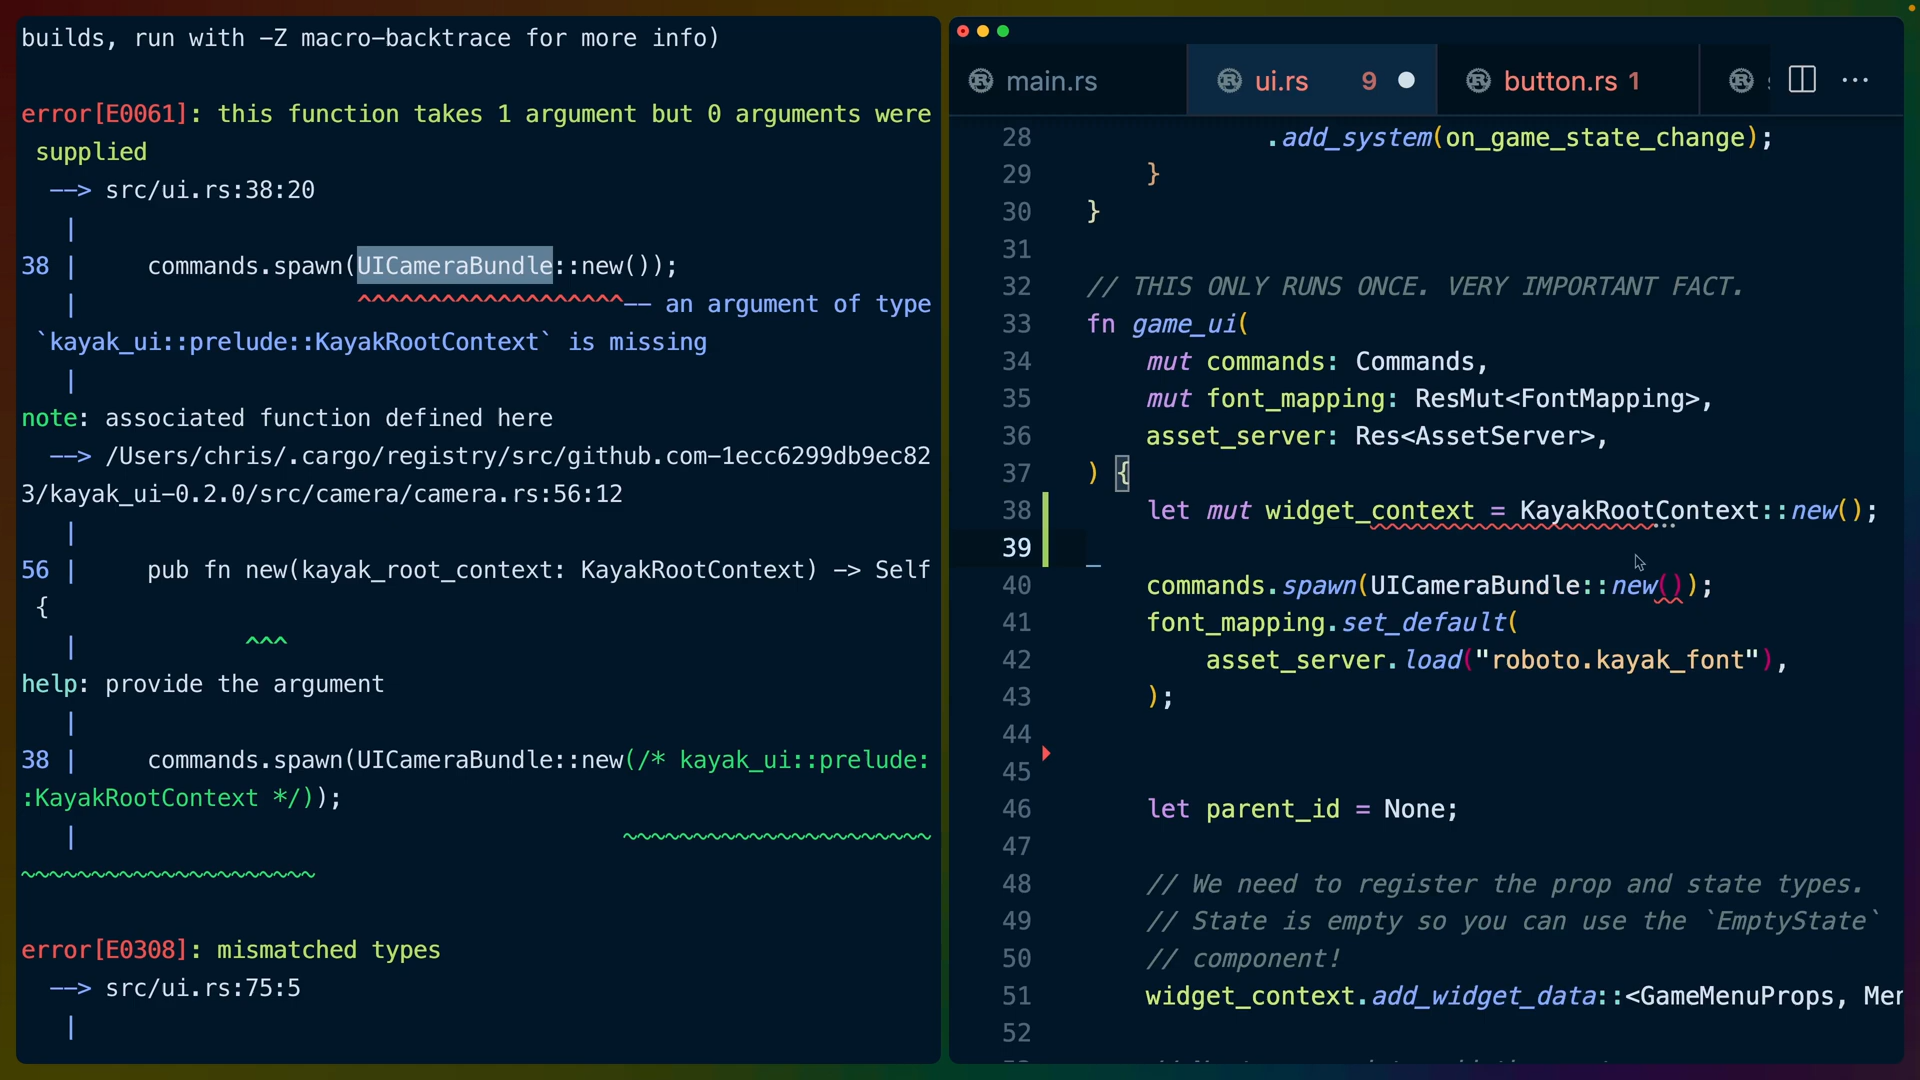 builds, run with -Z macro-backtrace for more info)
error[E0061]: this function takes 1 argument but 0 arguments were
supplied
--> src/ui.rs:38:20
|
38 | commands.spawn(UICameraBundle::new());
| ^^^^^^^^^^^^^^^^^^^-- an argument of type
`kayak_ui::prelude::KayakRootContext` is missing
|
note: associated function defined here
--> /Users/chris/.cargo/registry/src/github.com-1ecc6299db9ec82
3/kayak_ui-0.2.0/src/camera/camera.rs:56:12
|
56 | pub fn new(kayak_root_context: KayakRootContext) -> Self
{
| ^^^
help: provide the argument
|
38 | commands.spawn(UICameraBundle::new(/* kayak_ui::prelude:
:KayakRootContext */));
| ~~~~~~~~~~~~~~~~~~~~~~
~~~~~~~~~~~~~~~~~~~~~
error[E0308]: mismatched types
--> src/ui.rs:75:5
|
main.rs
ui.rs 9
button.rs 1
28 .add_system(on_game_state_change);
29 }
30 }
31
32 // THIS ONLY RUNS ONCE. VERY IMPORTANT FACT.
33 fn game_ui(
34 mut commands: Commands,
35 mut font_mapping: ResMut<FontMapping>,
36 asset_server: Res<AssetServer>,
37 ) {
38 let mut widget_context = KayakRootContext::new();
39
40 commands.spawn(UICameraBundle::new());
41 font_mapping.set_default(
42 asset_server.load("roboto.kayak_font"),
43 );
44
45
46 let parent_id = None;
47
48 // We need to register the prop and state types.
49 // State is empty so you can use the `EmptyState`
50 // component!
51 widget_context.add_widget_data::<GameMenuProps, Men
52